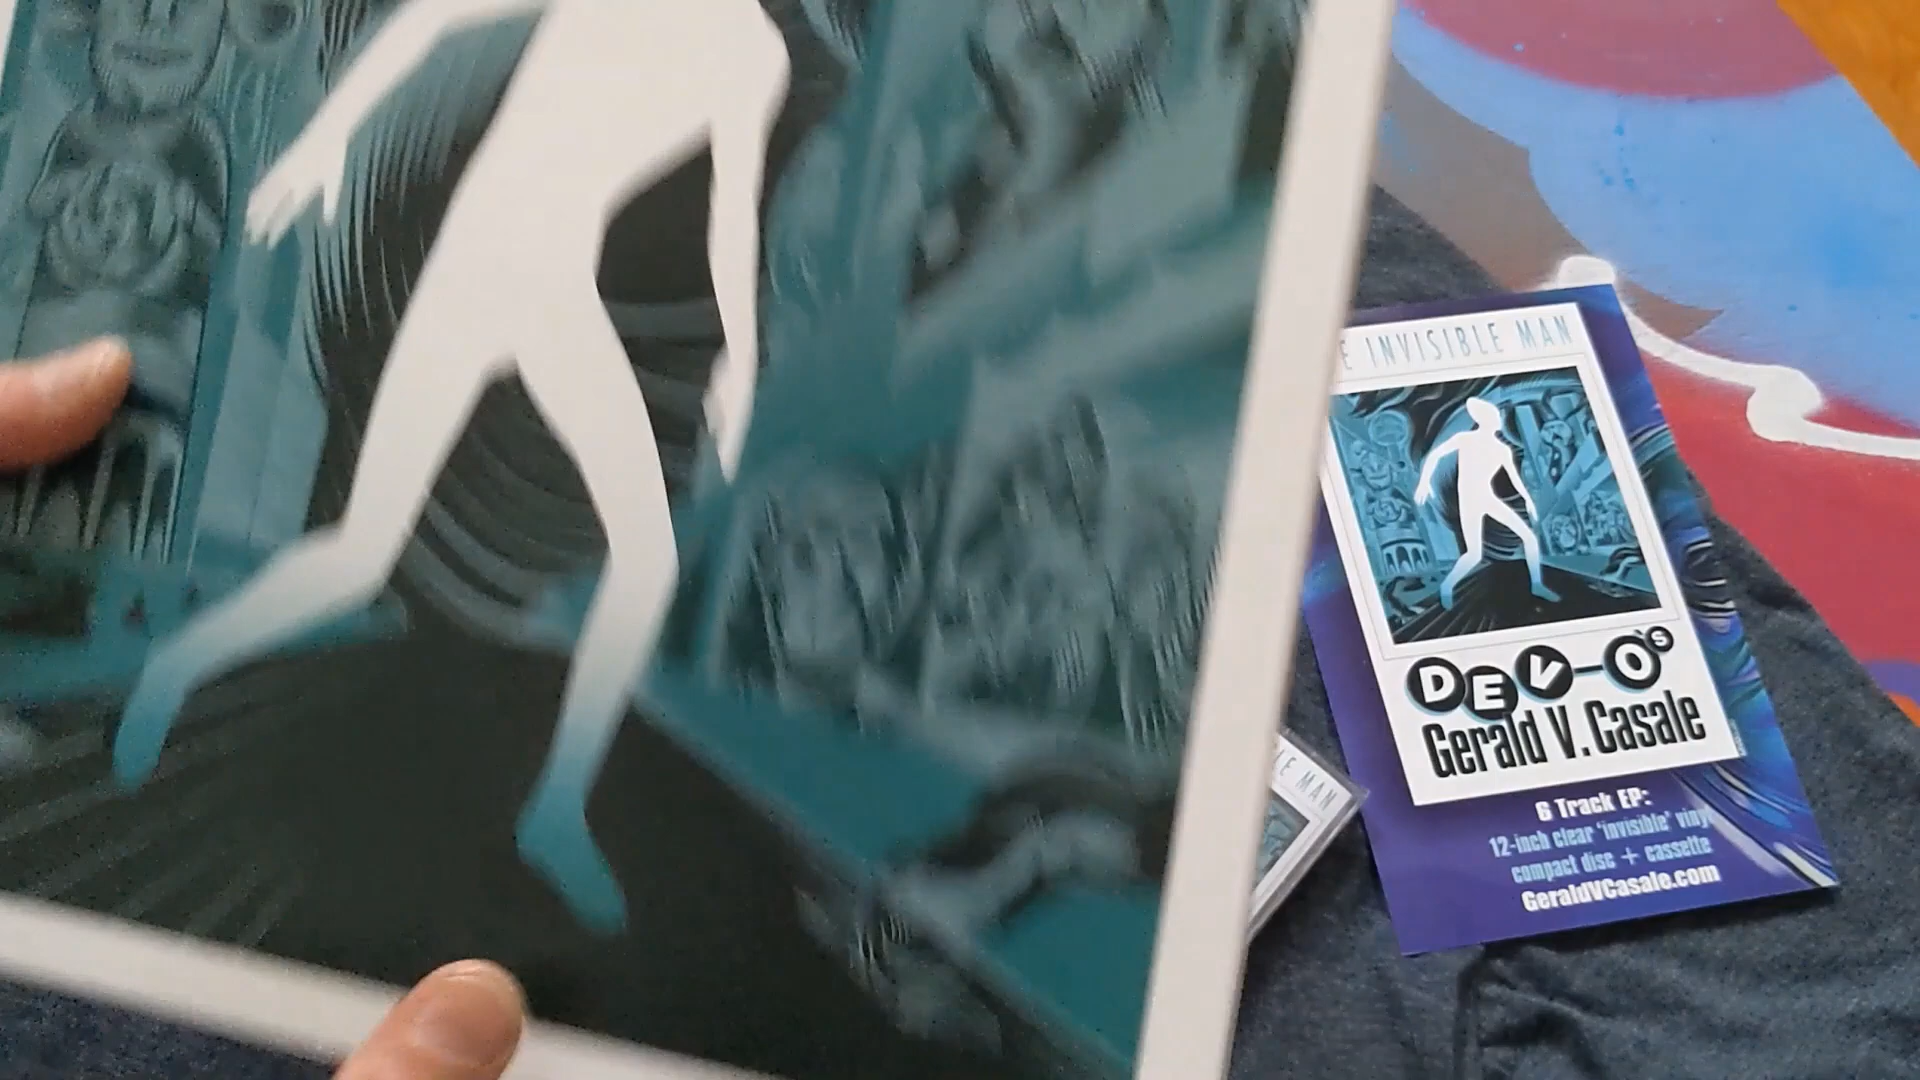 E INVISIBLE MAN
DEV-O's
Gerald V. Casale
6 Track EP:
12-inch clear 'invisible' viny
compact disc + cassette
GeraldVCasale.com
LE MAN